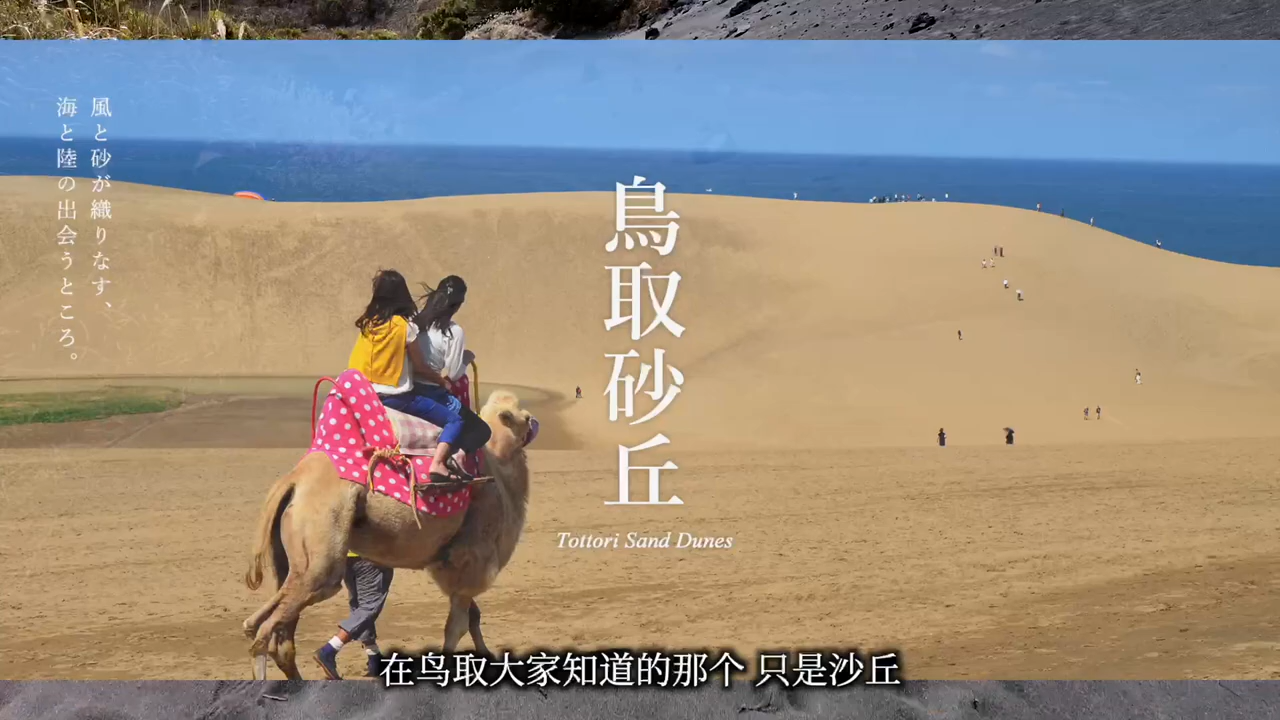 風と砂が織りなす、
海と陸の出会うところ。
鳥取砂丘
Tottori Sand Dunes
在鸟取大家知道的那个 只是沙丘